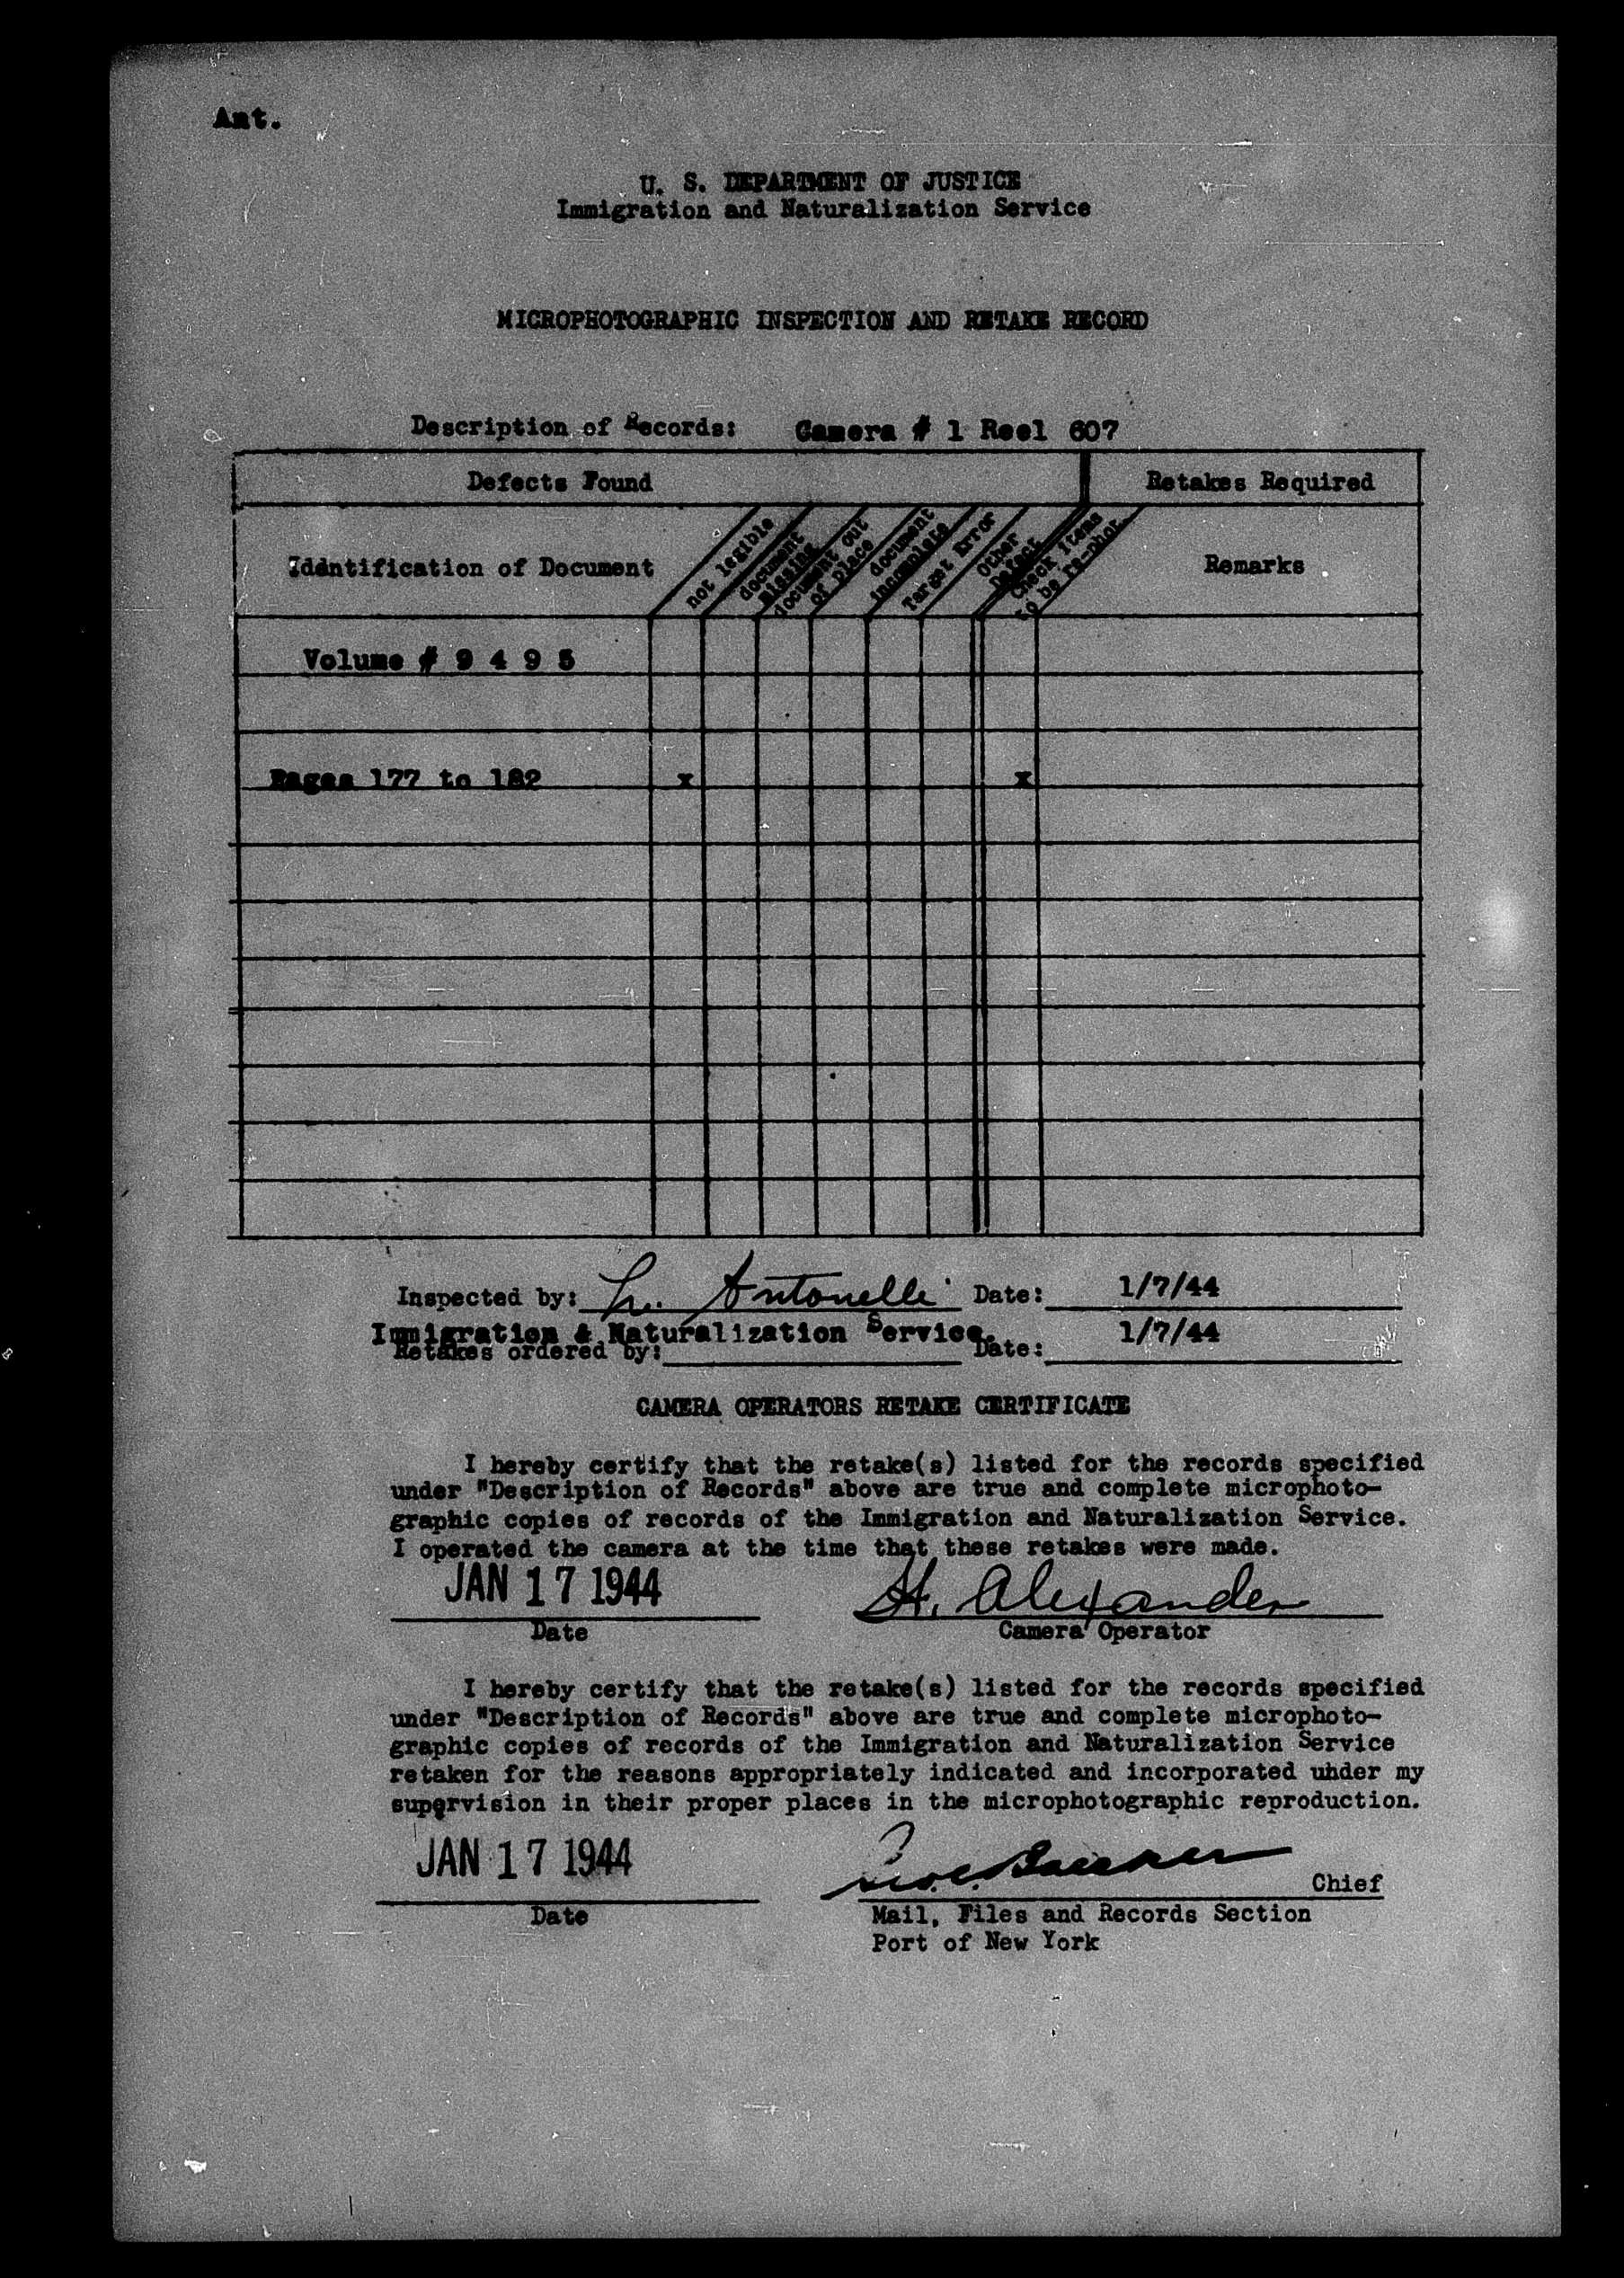 Ant.
U. S. DEPARTMENT OF JUSTICE
Immigration and Naturalization Service
MICROPHOTOGRAPHIC INSPECTION AND RETAKE RECORD
Description of Records: Camera # 1 Reel 607
Defects Found Retakes Required
Identification of Document
not legible
document missing
document out of place
document incomplete
Target Error
Other Defect
Check items to be re-phot.
Remarks
Volume # 9 4 9 5
Pages 177 to 182 x x
Inspected by: Antonelli Date: 1/7/44
Immigration & Naturalization Service. 1/7/44
Retakes ordered by: Date:
CAMERA OPERATORS RETAKE CERTIFICATE
I hereby certify that the retake(s) listed for the records specified
under "Description of Records" above are true and complete microphoto-
graphic copies of records of the Immigration and Naturalization Service.
I operated the camera at the time that these retakes were made.
JAN 17 1944 H. Alexander
Date Camera Operator
I hereby certify that the retake(s) listed for the records specified
under "Description of Records" above are true and complete microphoto-
graphic copies of records of the Immigration and Naturalization Service
retaken for the reasons appropriately indicated and incorporated under my
supervision in their proper places in the microphotographic reproduction.
JAN 17 1944
Chief
Date Mail, Files and Records Section
Port of New York